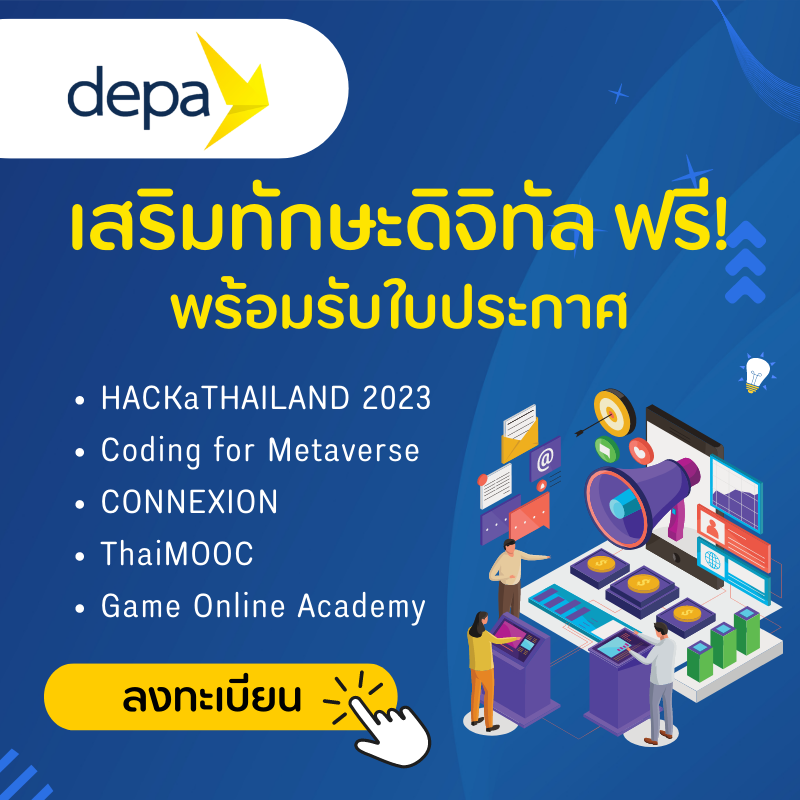 depa
เสริมทักษะดิจิทัล ฟรี!
พร้อมรับใบประกาศ
• HACKaTHAILAND 2023
• Coding for Metaverse
• CONNEXION
• ThaiMOOC
• Game Online Academy
ลงทะเบียน
@